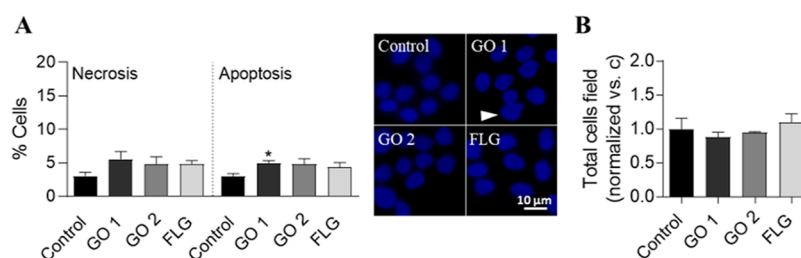 A
Necrosis
Apoptosis
% Cells
20
15
10
5
0
Control
GO 1
GO 2
FLG
Control
GO 1
GO 2
FLG
*
Control
GO 1
GO 2
FLG
10 µm
B
Total cells field
(normalized vs. c)
2.0
1.5
1.0
0.5
0.0
Control
GO 1
GO 2
FLG